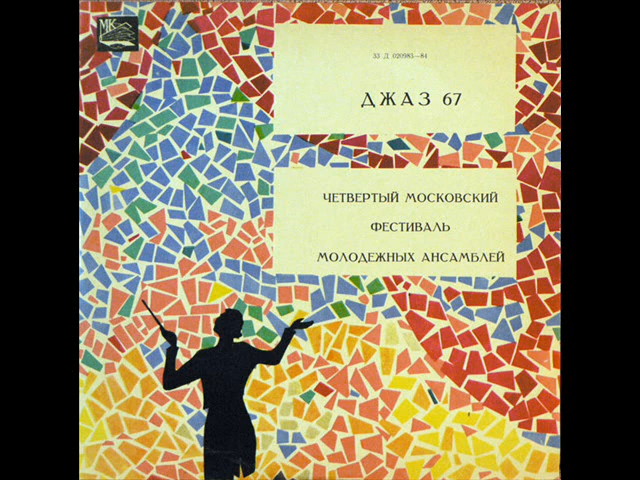 МК
33 Д 020983—84
ДЖАЗ 67
ЧЕТВЕРТЫЙ МОСКОВСКИЙ
ФЕСТИВАЛЬ
МОЛОДЕЖНЫХ АНСАМБЛЕЙ